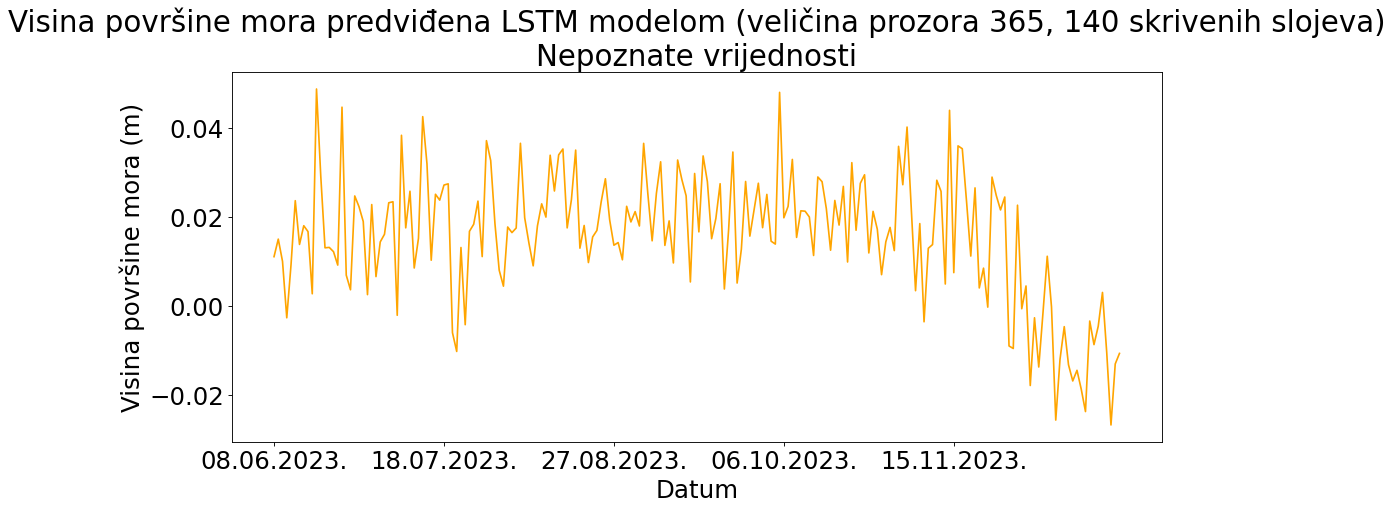 Visina površine mora predviđena LSTM modelom (veličina prozora 365, 140 skrivenih slojeva)
Nepoznate vrijednosti
Visina površine mora (m)
0.04
0.02
0.00
−0.02
08.06.2023. 18.07.2023. 27.08.2023. 06.10.2023. 15.11.2023.
Datum